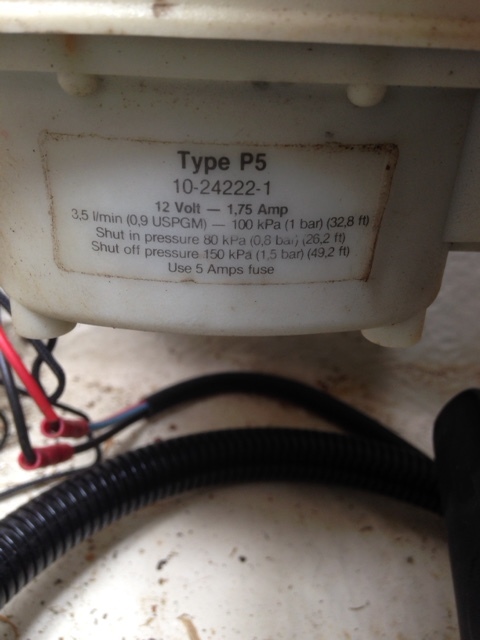 Type P5
10-24222-1
12 Volt — 1,75 Amp
3,5 l/min (0,9 USPGM) — 100 kPa (1 bar) (32,8 ft)
Shut in pressure 80 kPa (0,8 bar) (26,2 ft)
Shut off pressure 150 kPa (1,5 bar) (49,2 ft)
Use 5 Amps fuse